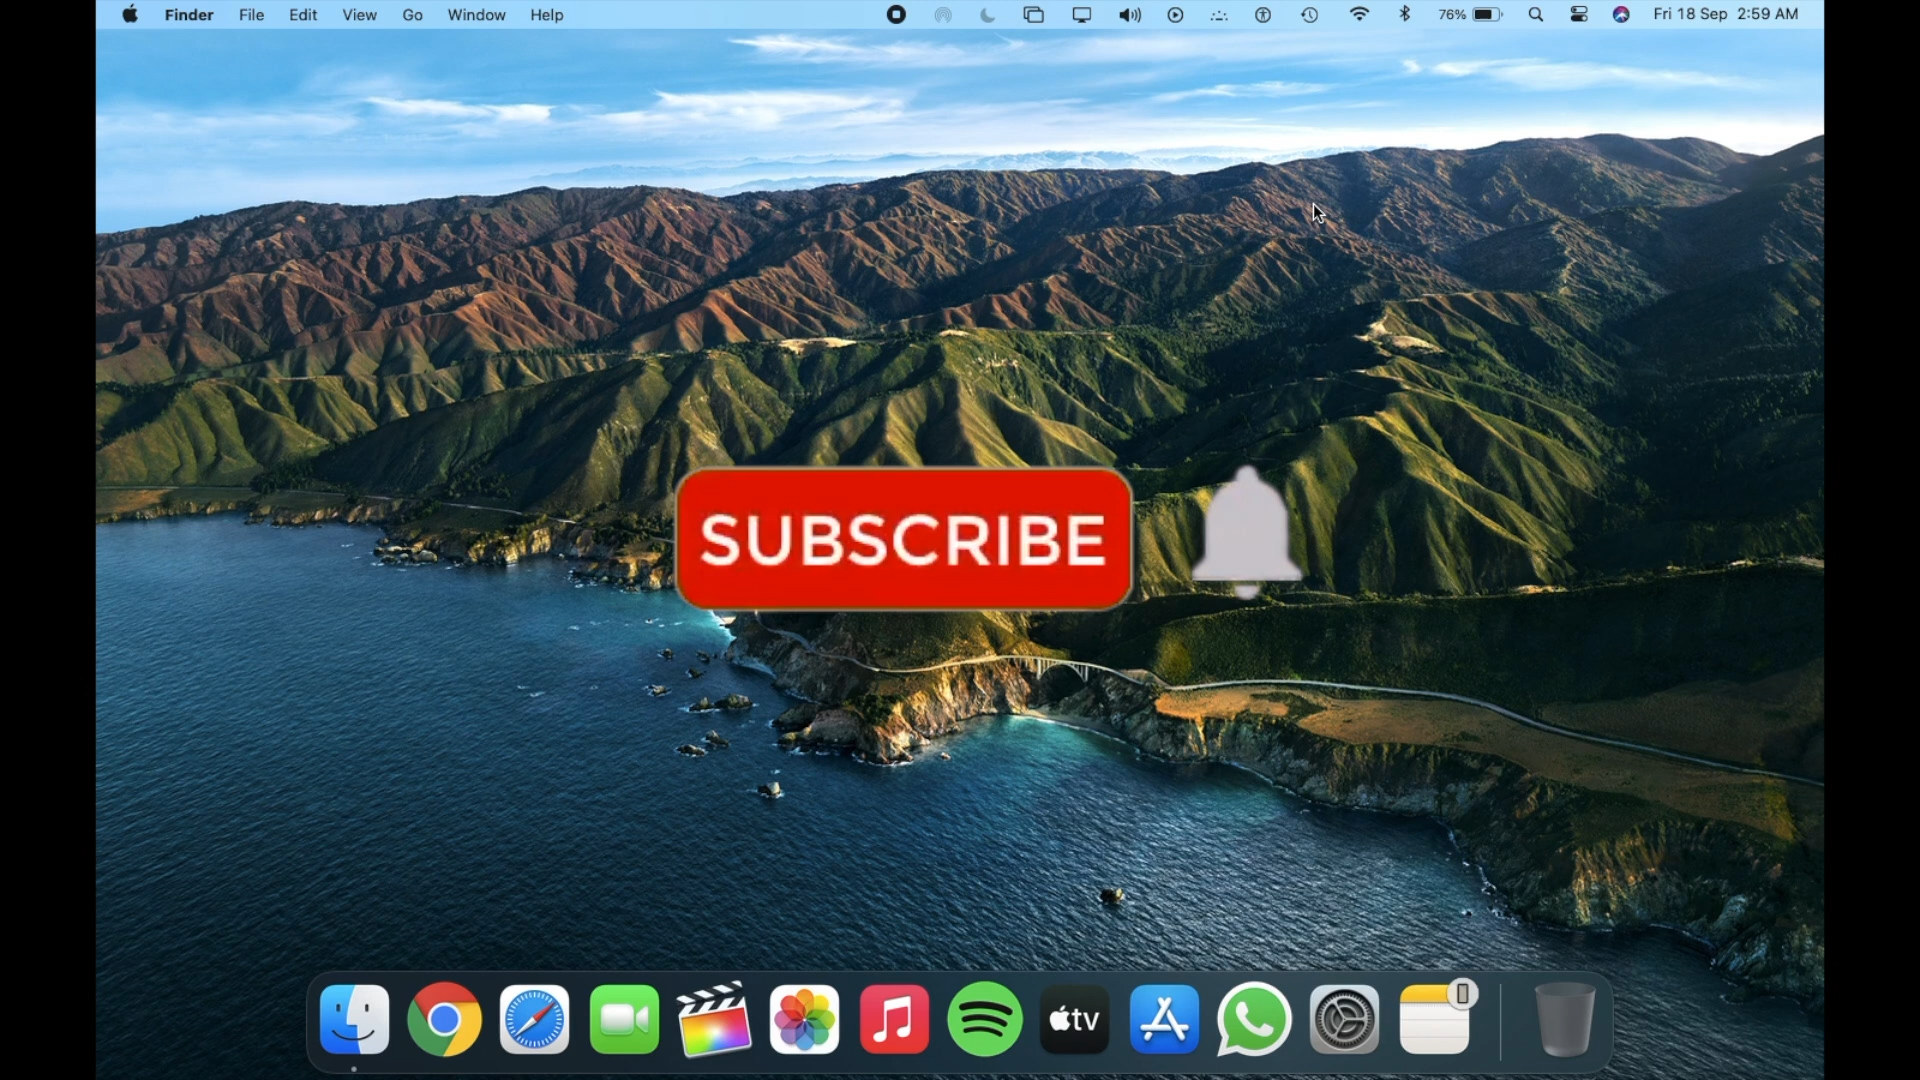 Finder File Edit View Go Window Help 76% Fri 18 Sep 2:59 AM
SUBSCRIBE
tv